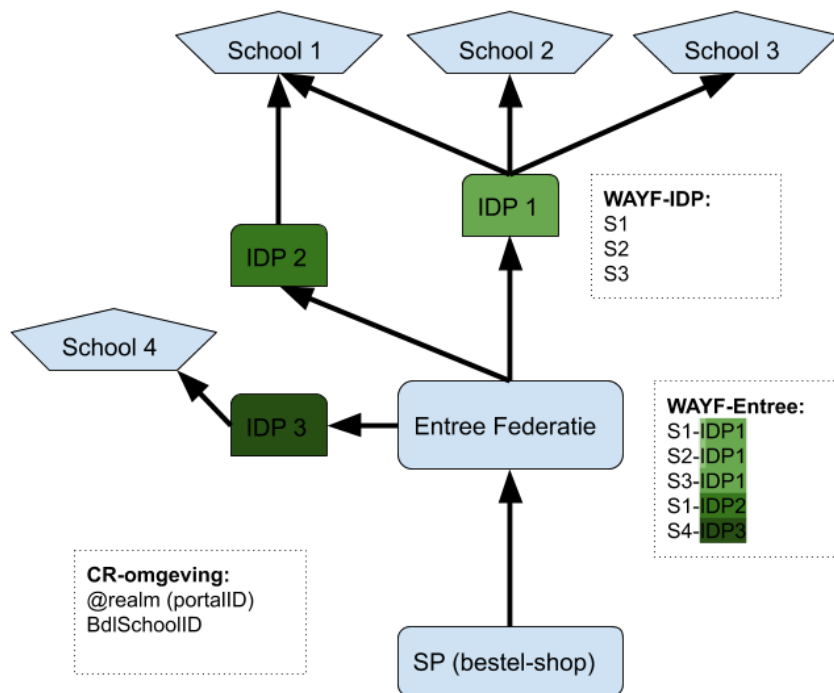 School 1
School 2
School 3
IDP 1
WAYF-IDP:
S1
S2
S3
IDP 2
School 4
IDP 3
Entree Federatie
WAYF-Entree:
S1-IDP1
S2-IDP1
S3-IDP1
S1-IDP2
S4-IDP3
CR-omgeving:
@realm (portalID)
BdlSchoolID
SP (bestel-shop)